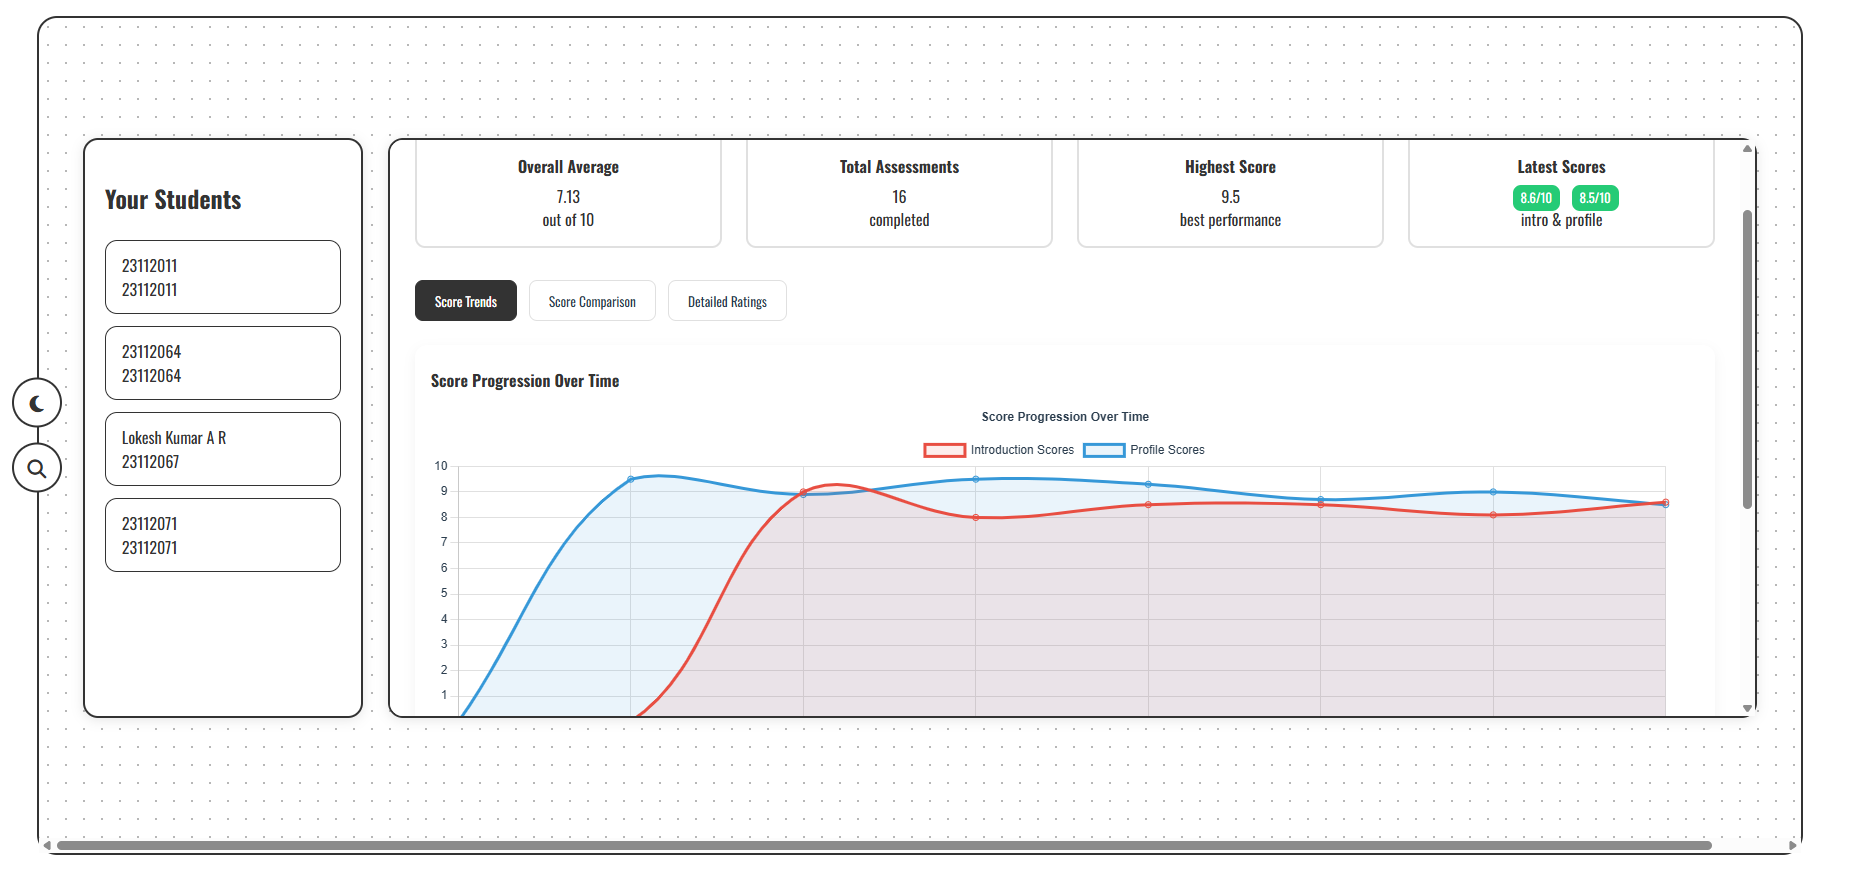 Your Students
23112011
23112011
23112064
23112064
Lokesh Kumar A R
23112067
23112071
23112071
Overall Average
7.13
out of 10
Total Assessments
16
completed
Highest Score
9.5
best performance
Latest Scores
8.6/10 8.5/10
intro & profile
Score Trends Score Comparison Detailed Ratings
Score Progression Over Time
Score Progression Over Time
Introduction Scores Profile Scores
10
9
8
7
6
5
4
3
2
1